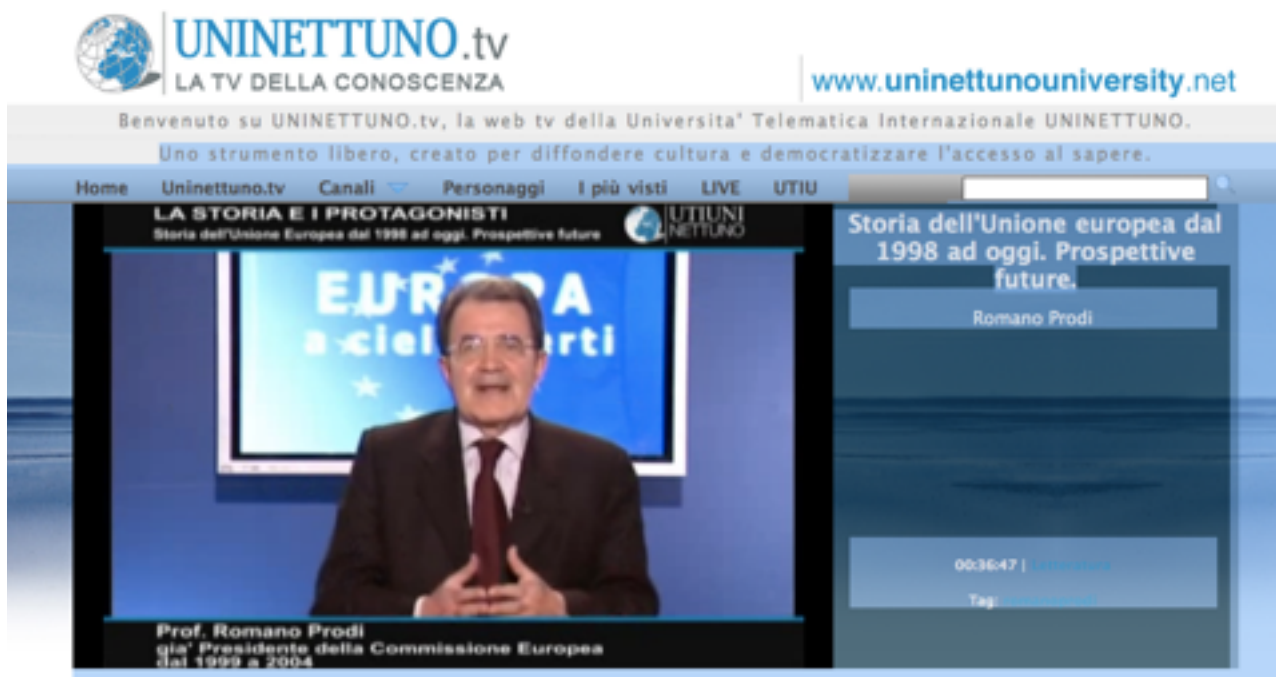 UNINETTUNO.tv
LA TV DELLA CONOSCENZA
www.uninettunouniversity.net
Benvenuto su UNINETTUNO.tv, la web tv della Universita' Telematica Internazionale UNINETTUNO.
Uno strumento libero, creato per diffondere cultura e democratizzare l'accesso al sapere.
Home Uninettuno.tv Canali Personaggi I più visti LIVE UTIU
LA STORIA E I PROTAGONISTI
Storia dell'Unione Europea dal 1998 ad oggi. Prospettive future
UTIUNI
NETTUNO
EUR PA
a ciel rti
Prof. Romano Prodi
gia' Presidente della Commissione Europea
dal 1999 a 2004
Storia dell'Unione europea dal
1998 ad oggi. Prospettive
future.
Romano Prodi
00:36:47 |
Tag: